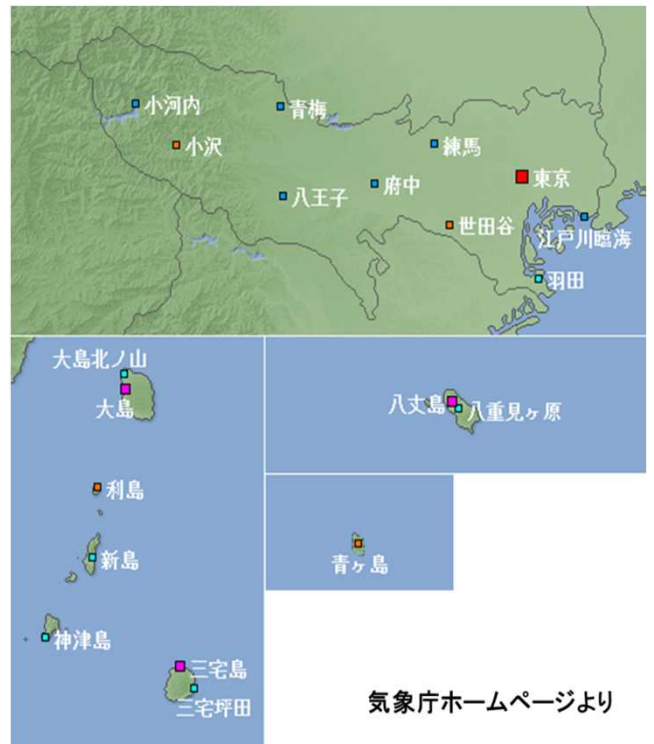 小河内
青梅
小沢
練馬
東京
八王子
府中
世田谷
江戸川臨海
羽田
大島北ノ山
大島
利島
新島
神津島
三宅島
三宅坪田
八丈島
八重見ヶ原
青ヶ島
気象庁ホームページより